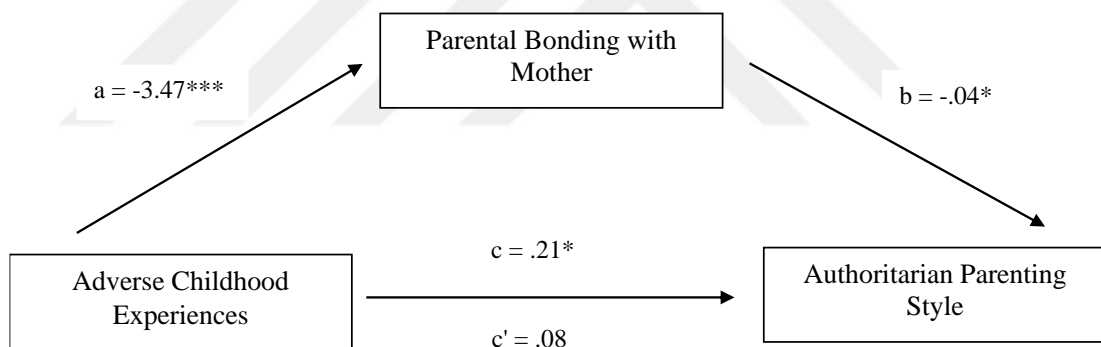 Parental Bonding with
Mother
a = -3.47***
b = -.04*
c = .21*
Adverse Childhood
Experiences
Authoritarian Parenting
Style
c' = .08